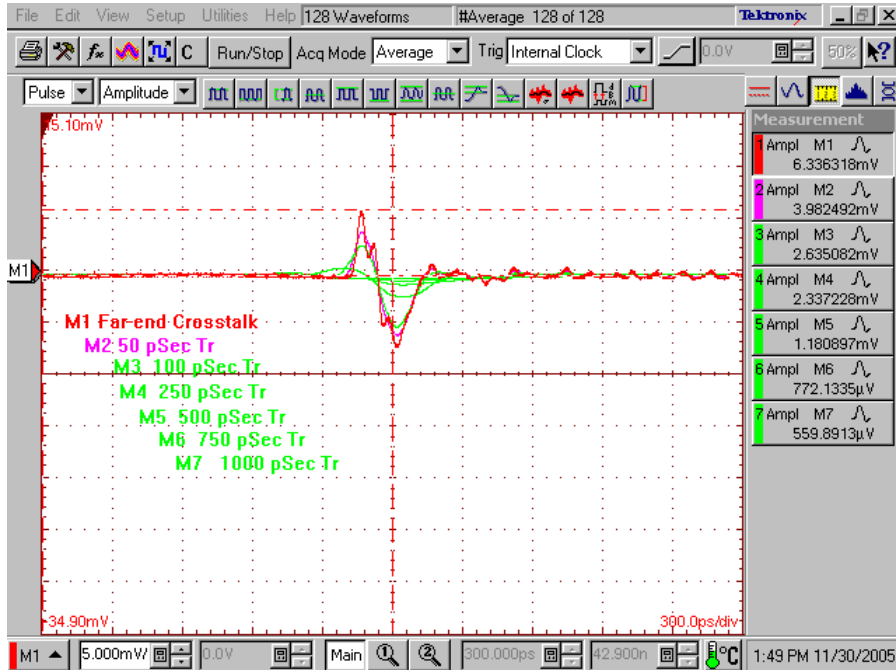 File Edit View Setup Utilities Help 128 Waveforms #Average 128 of 128 Tektronix
C Run/Stop Acq Mode Average Trig Internal Clock 0.0V 50%
Pulse Amplitude
Measurement
1 Ampl M1
6.336318mV
2 Ampl M2
3.982492mV
3 Ampl M3
2.635082mV
4 Ampl M4
2.337228mV
5 Ampl M5
1.180897mV
6 Ampl M6
772.1335µV
7 Ampl M7
559.8913µV
M1
M1 Far-end Crosstalk
M2 50 pSec Tr
M3 100 pSec Tr
M4 250 pSec Tr
M5 500 pSec Tr
M6 750 pSec Tr
M7 1000 pSec Tr
34.90mV 300.0ps/div
M1 5.000mV/ 0.0V Main 1 2 300.000ps 42.900n °C 1:49 PM 11/30/2005